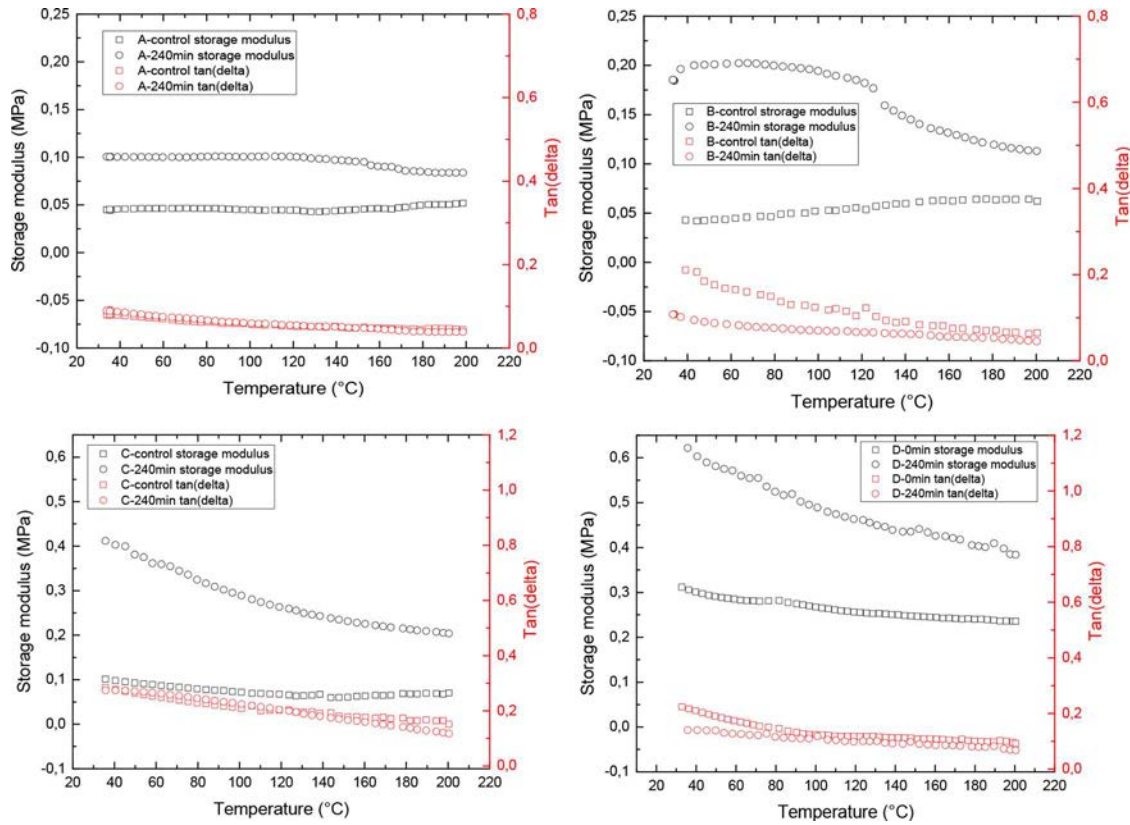 0,25
0,20
0,15
0,10
0,05
0,00
-0,05
-0,10
Storage modulus (MPa)
A-control storage modulus
A-240min storage modulus
A-control tan(delta)
A-240min tan(delta)
0,8
0,6
0,4
0,2
0,0
Tan(delta)
20 40 60 80 100 120 140 160 180 200 220
Temperature (°C)
0,25
0,20
0,15
0,10
0,05
0,00
-0,05
-0,10
Storage modulus (MPa)
B-control strorage modulus
B-240min storage modulus
B-control tan(delta)
B-240min tan(delta)
0,8
0,6
0,4
0,2
0,0
Tan(delta)
20 40 60 80 100 120 140 160 180 200 220
Temperature (°C)
0,6
0,5
0,4
0,3
0,2
0,1
0,0
-0,1
Storage modulus (MPa)
C-control storage modulus
C-240min storage modulus
C-control tan(delta)
C-240min tan(delta)
1,2
1,0
0,8
0,6
0,4
0,2
0,0
Tan(delta)
20 40 60 80 100 120 140 160 180 200 220
Temperature (°C)
0,6
0,5
0,4
0,3
0,2
0,1
0,0
-0,1
Storage modulus (MPa)
D-0min storage modulus
D-240min storage modulus
D-0min tan(delta)
D-240min tan(delta)
1,2
1,0
0,8
0,6
0,4
0,2
0,0
Tan(delta)
20 40 60 80 100 120 140 160 180 200 220
Temperature (°C)